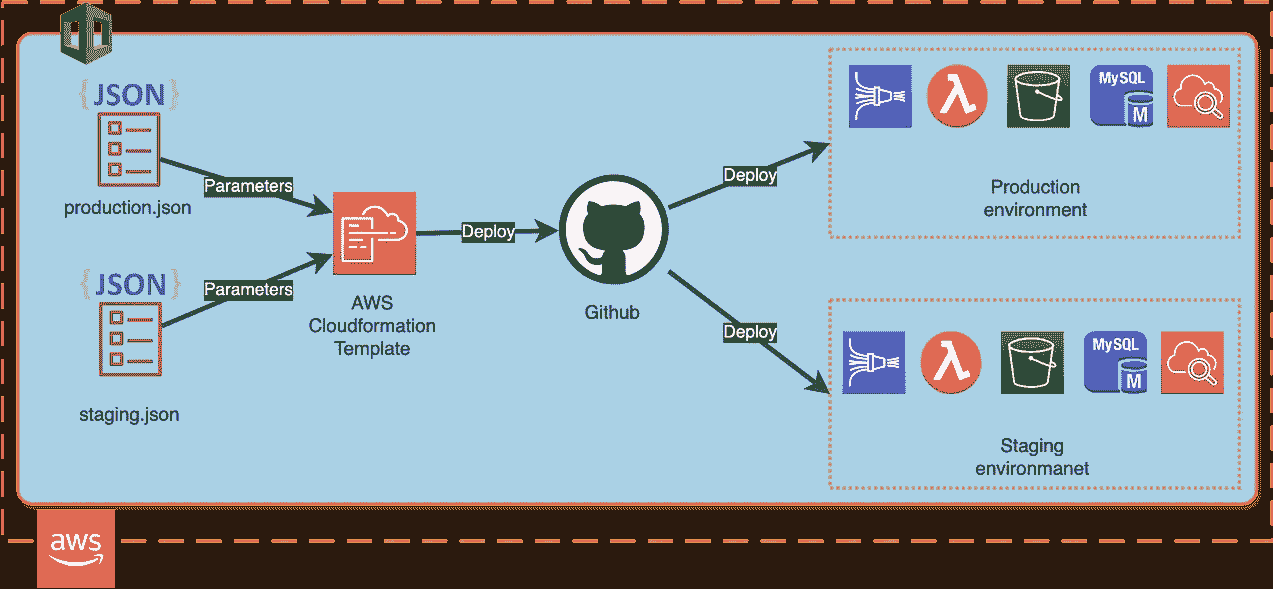 {JSON}
production.json
Parameters
{JSON}
staging.json
Parameters
AWS
Cloudformation
Template
Deploy
Github
Deploy
Deploy
MySQL
M
Production
environment
MySQL
M
Staging
environmanet
aws